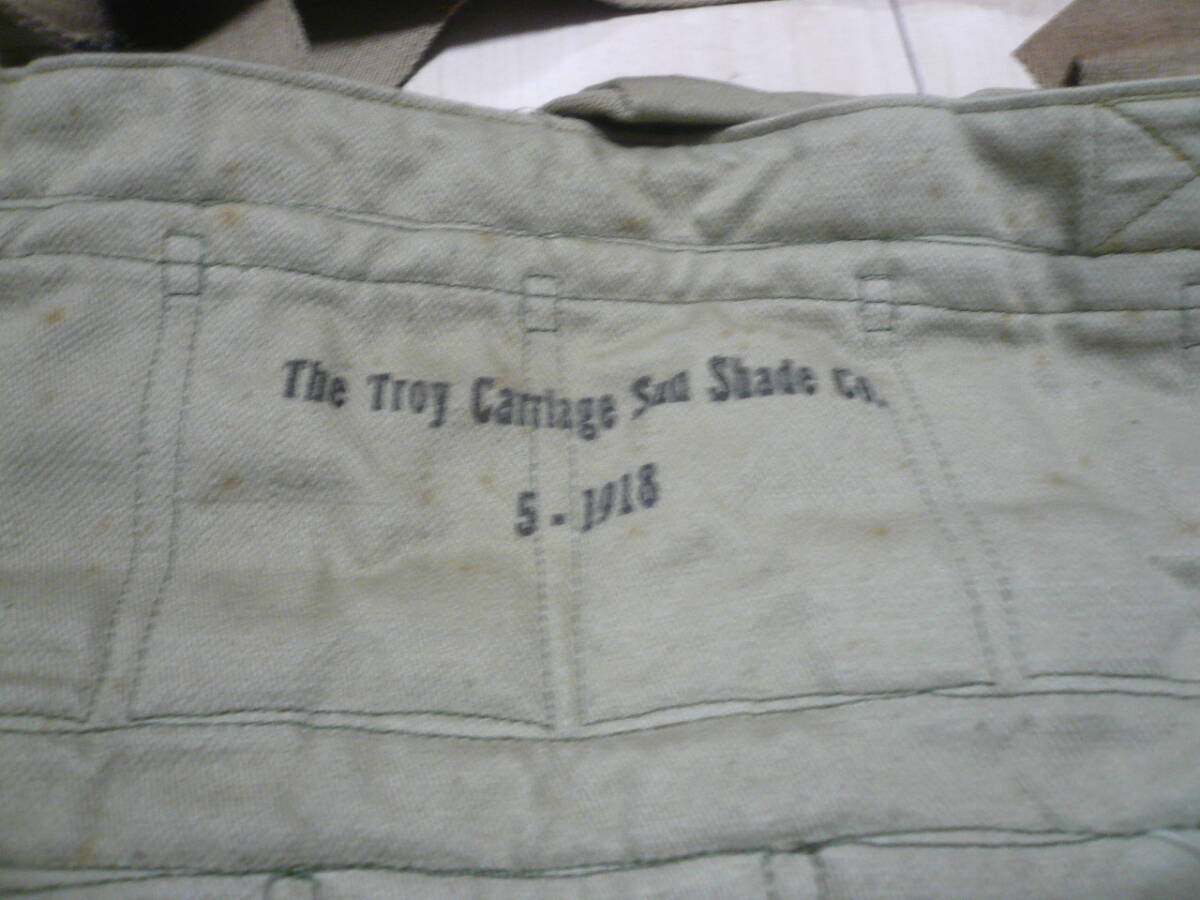 The Troy Carriage Sun Shade Co.
5-1918